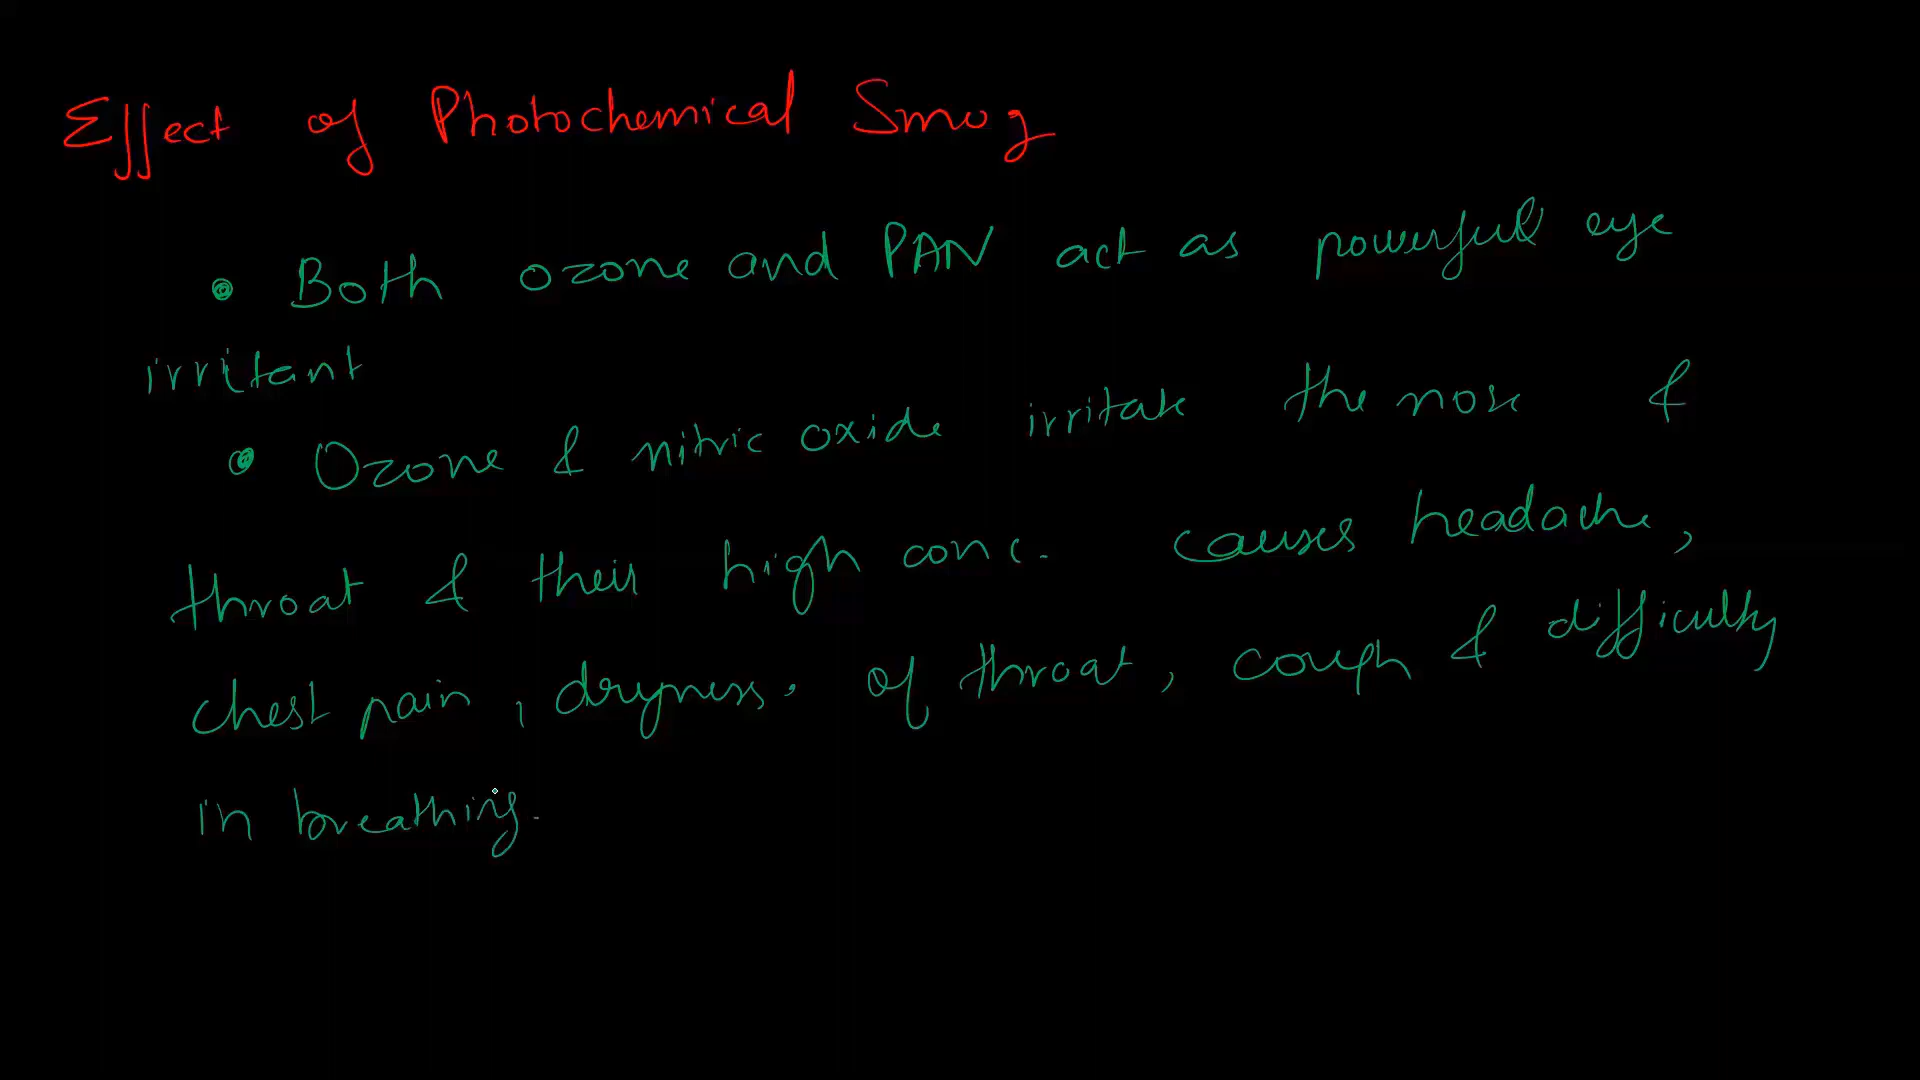 Effect of Photochemical Smog
• Both ozone and PAN act as powerful eye
irritant
• Ozone & nitric oxide irritate the nose &
throat & their high conc. causes headache,
chest pain, dryness. of throat, cough & difficulty
in breathing.